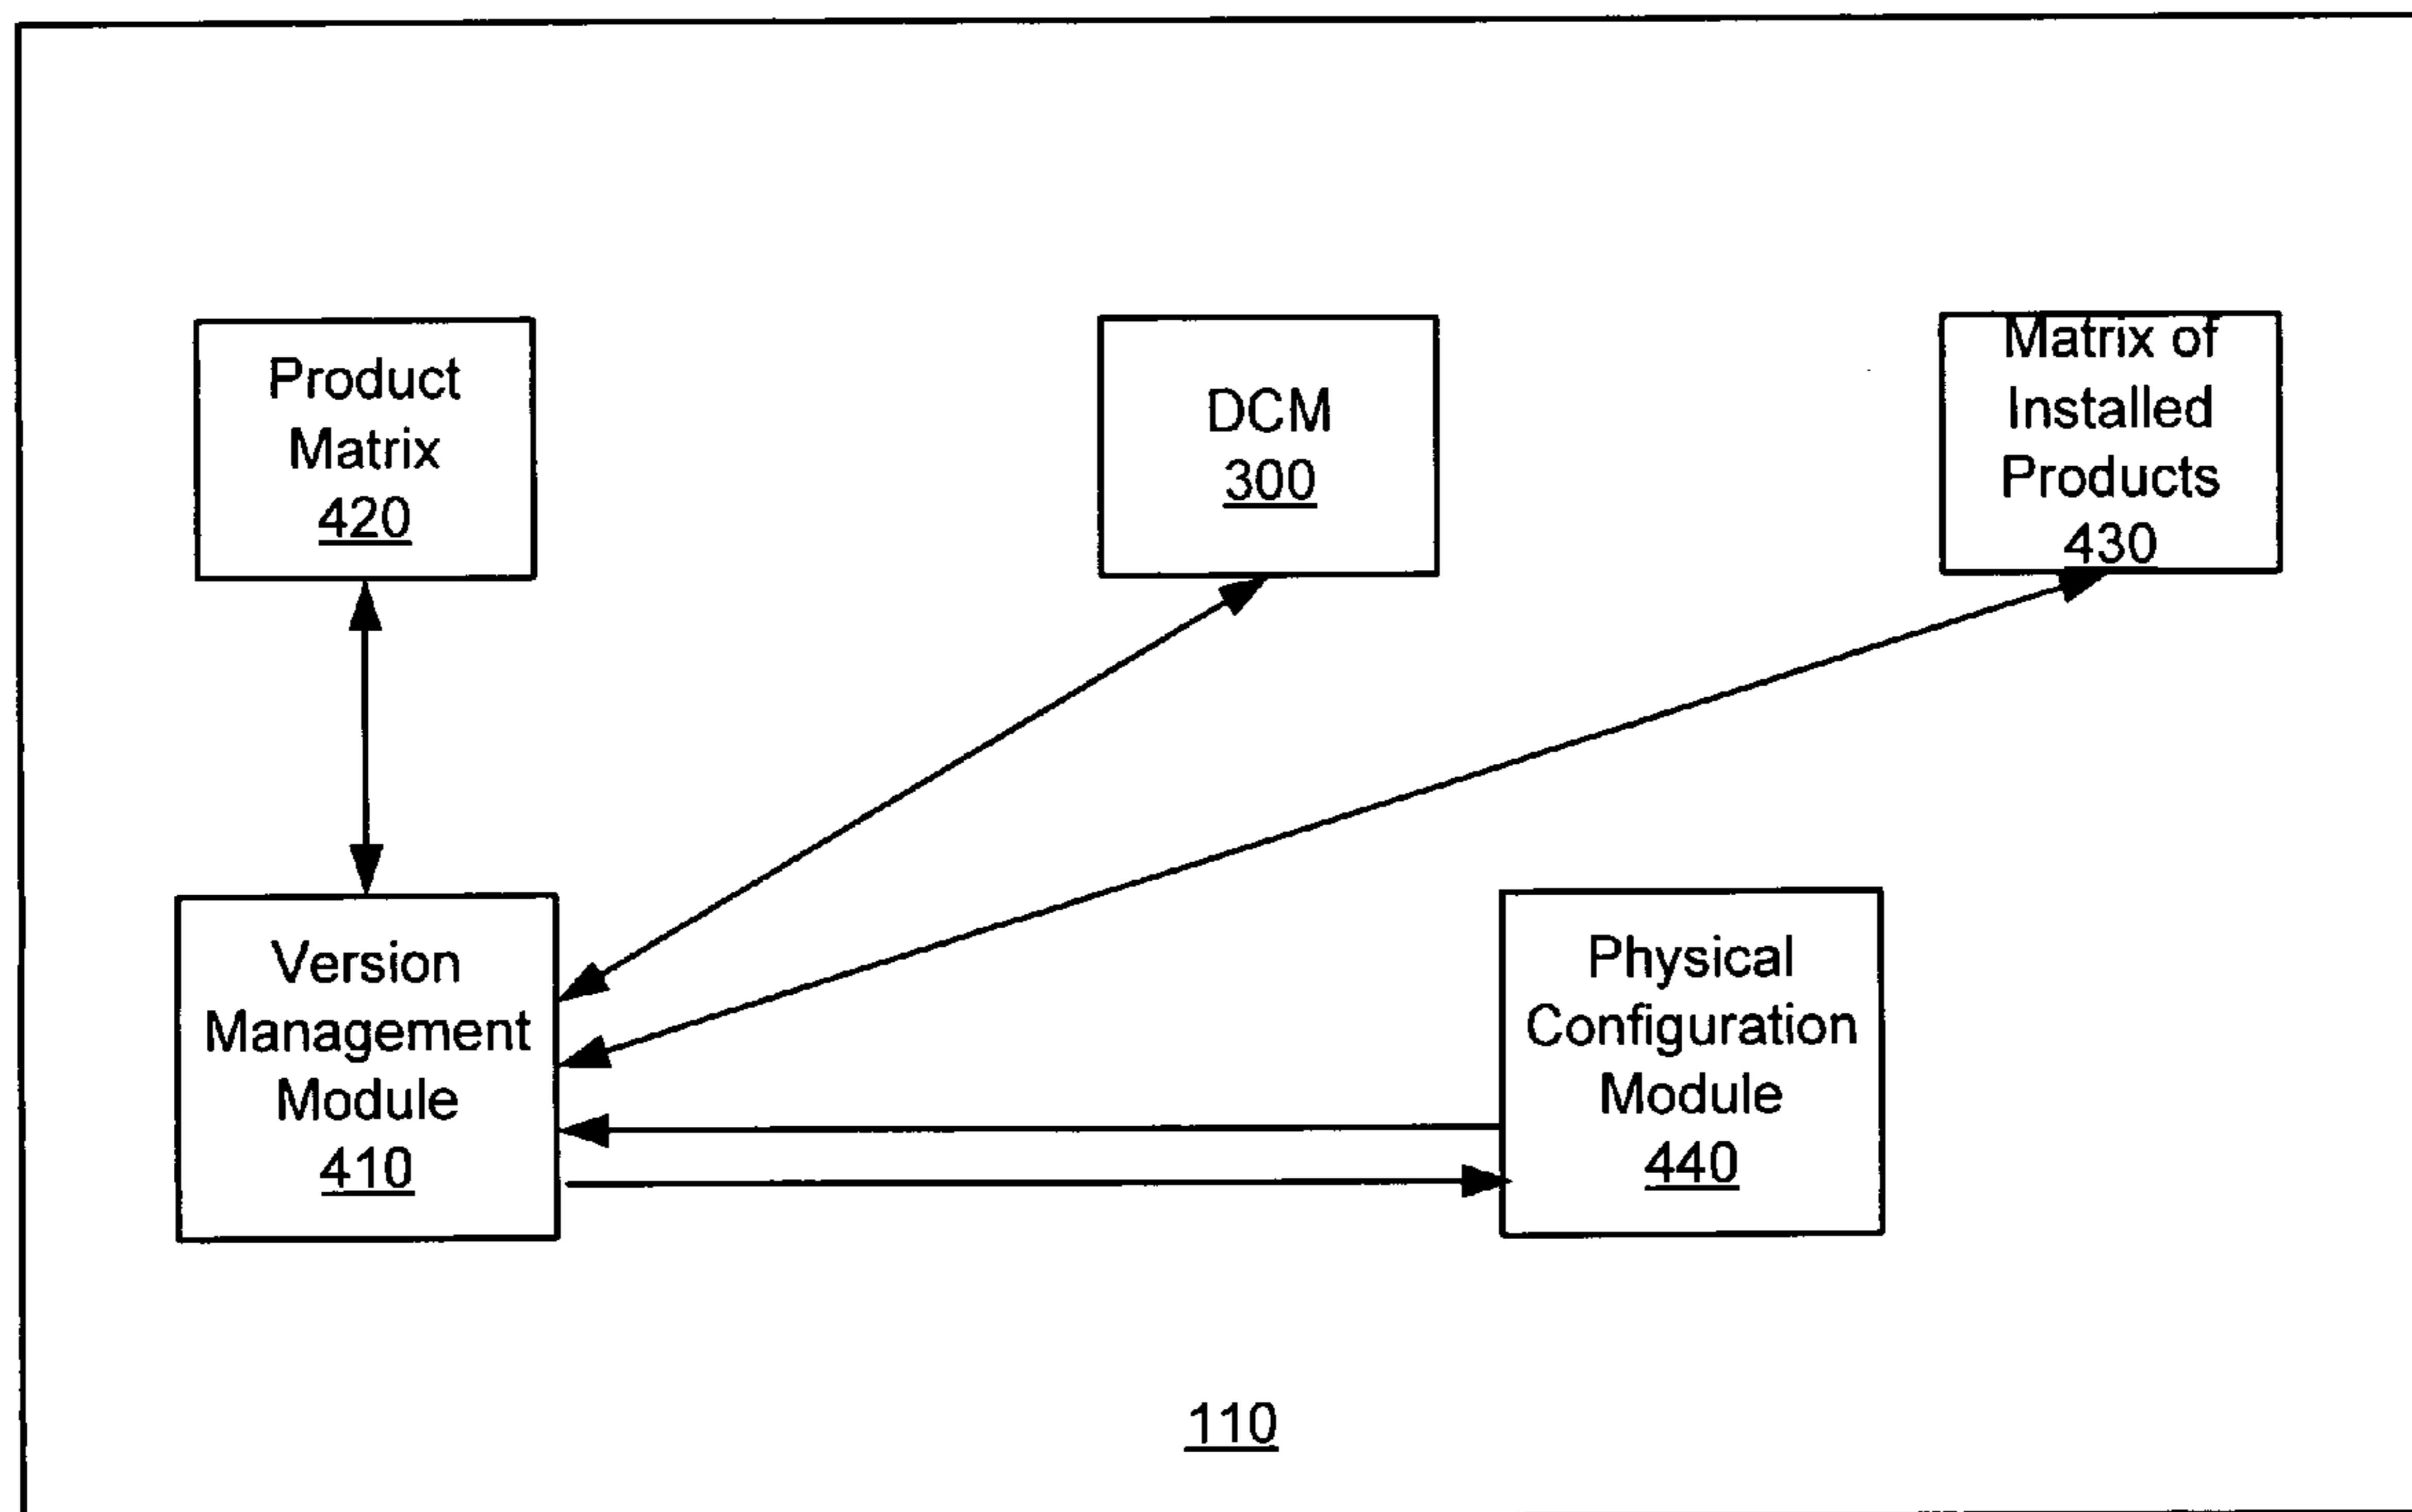 Product
Matrix
420
DCM
300
Matrix of
Installed
Products
430
Version
Management
Module
410
Physical
Configuration
Module
440
110